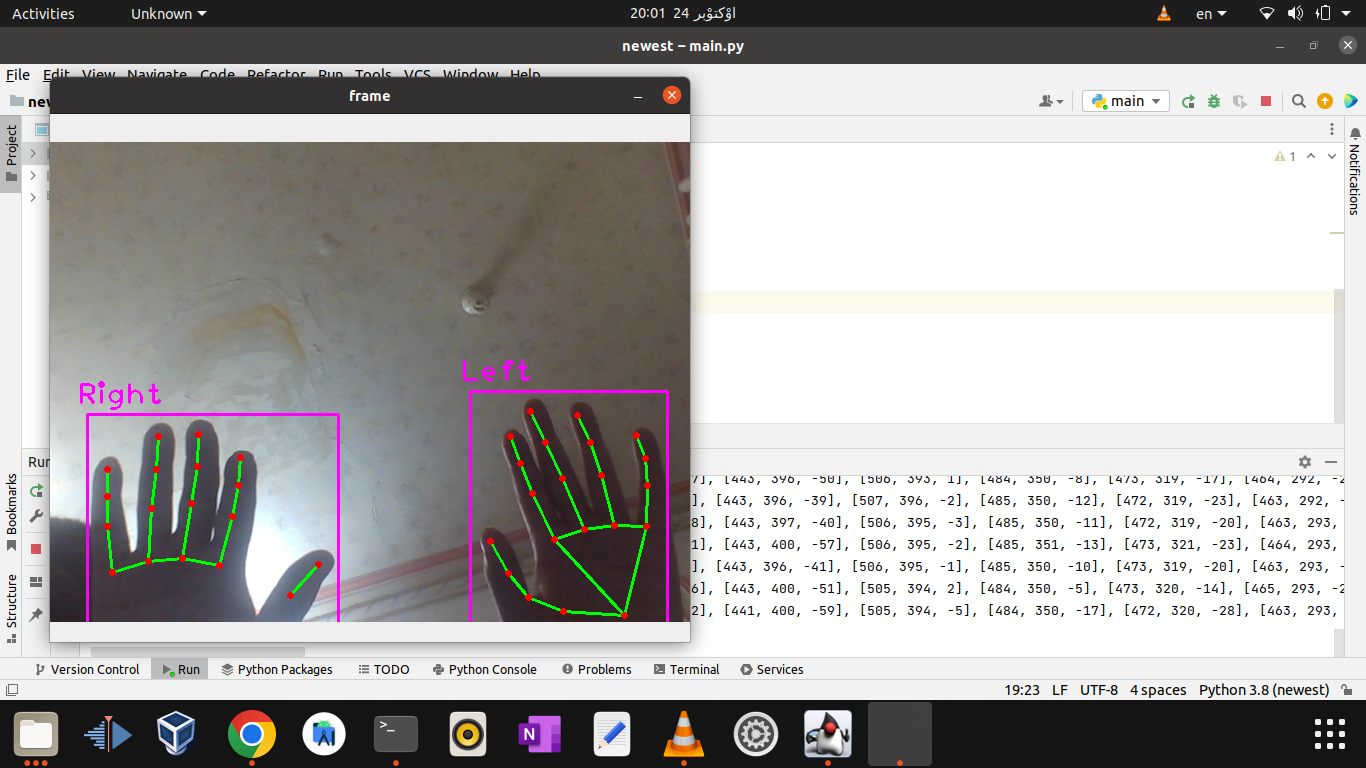 Activities
Unknown
20:01 24 اۆکتۆبر
en
newest – main.py
File Edit View Navigate Code Refactor Run Tools VCS Window Help
main
frame
1
Project
Notifications
Right
Left
Run
Bookmarks
Structure
[443, 396, -50], [506, 393, 1], [484, 350, -8], [473, 319, -17], [464, 292, -2
], [443, 396, -39], [507, 396, -2], [485, 350, -12], [472, 319, -23], [463, 292, -
8], [443, 397, -40], [506, 395, -3], [485, 350, -11], [472, 319, -20], [463, 293,
1], [443, 400, -57], [506, 395, -2], [485, 351, -13], [473, 321, -23], [464, 293,
], [443, 396, -41], [506, 395, -1], [485, 350, -10], [473, 319, -20], [463, 293, -
6], [443, 400, -51], [505, 394, 2], [484, 350, -5], [473, 320, -14], [465, 293, -2
2], [441, 400, -59], [505, 394, -5], [484, 350, -17], [472, 320, -28], [463, 293,
Version Control Run Python Packages TODO Python Console Problems Terminal Services
19:23 LF UTF-8 4 spaces Python 3.8 (newest)